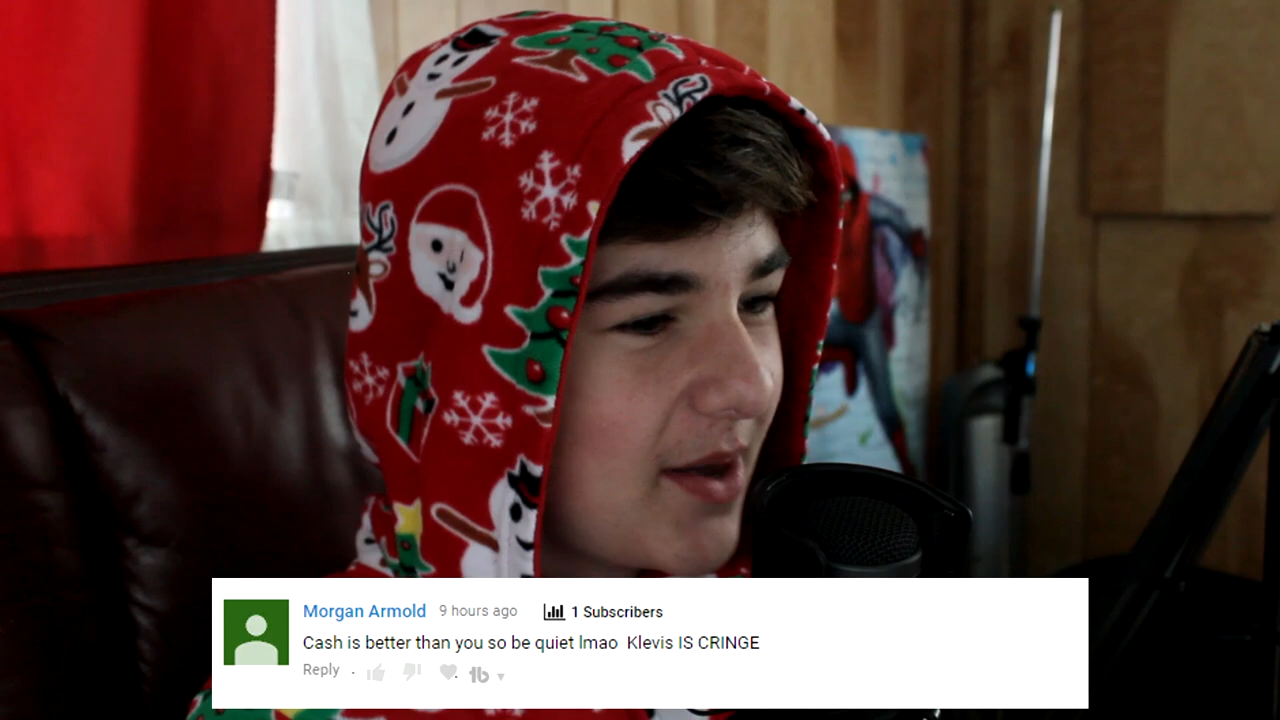 Morgan Armold 9 hours ago 1 Subscribers
Cash is better than you so be quiet lmao Klevis IS CRINGE
Reply